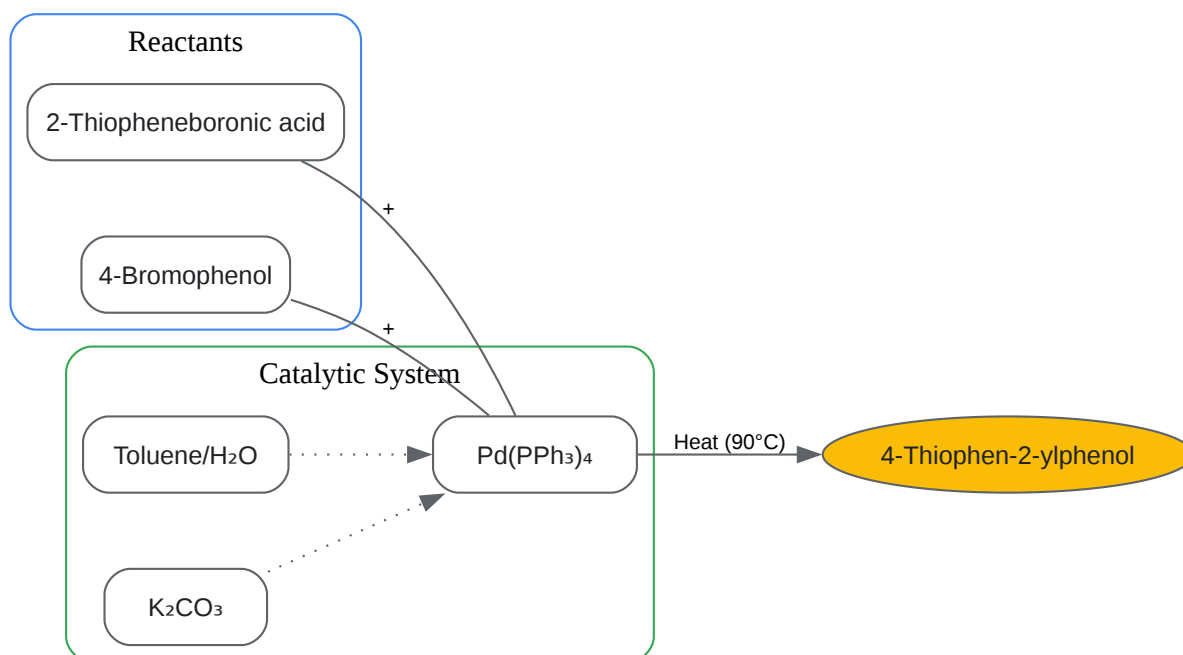 Reactants
2-Thiopheneboronic acid
+
4-Bromophenol
+
Catalytic System
Toluene/H₂O
Pd(PPh₃)₄
Heat (90°C)
4-Thiophen-2-ylphenol
K₂CO₃